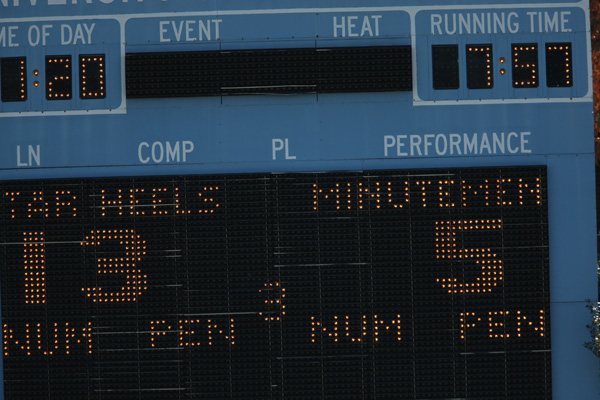 ME OF DAY EVENT HEAT RUNNING TIME
1:20 7:57
LN COMP PL PERFORMANCE
TAR HEELS MINUTEMEN
13 5
3
NUM PEN NUM PEN